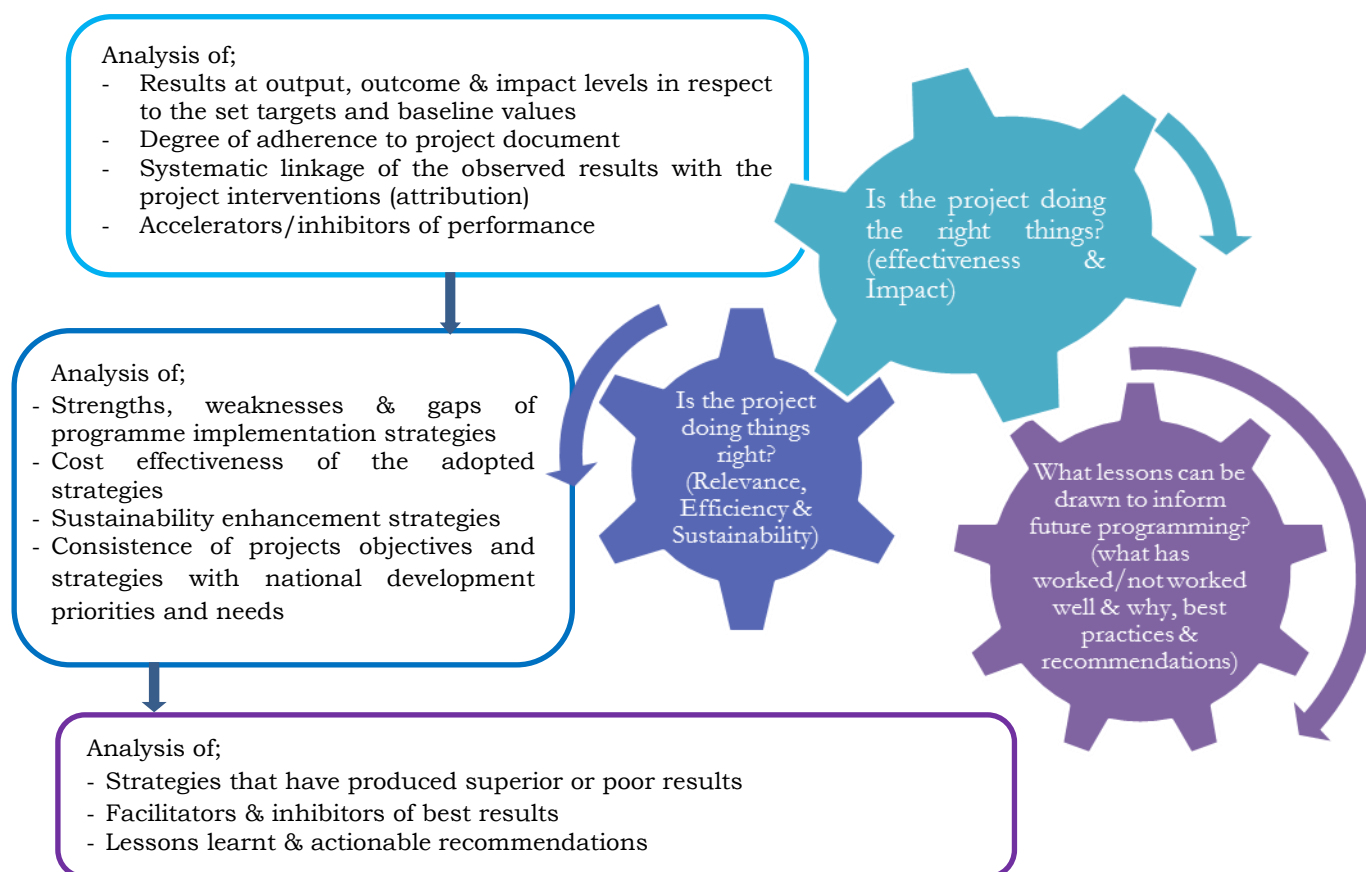 Analysis of;
- Results at output, outcome & impact levels in respect
to the set targets and baseline values
- Degree of adherence to project document
- Systematic linkage of the observed results with the
project interventions (attribution)
- Accelerators/inhibitors of performance
Is the project doing
the right things?
(effectiveness &
Impact)
Analysis of;
- Strengths, weaknesses & gaps of
programme implementation strategies
- Cost effectiveness of the adopted
strategies
- Sustainability enhancement strategies
- Consistence of projects objectives and
strategies with national development
priorities and needs
Is the project
doing things
right?
(Relevance,
Efficiency &
Sustainability)
What lessons can be
drawn to inform
future programming?
(what has
worked/not worked
well & why, best
practices &
recommendations)
Analysis of;
- Strategies that have produced superior or poor results
- Facilitators & inhibitors of best results
- Lessons learnt & actionable recommendations